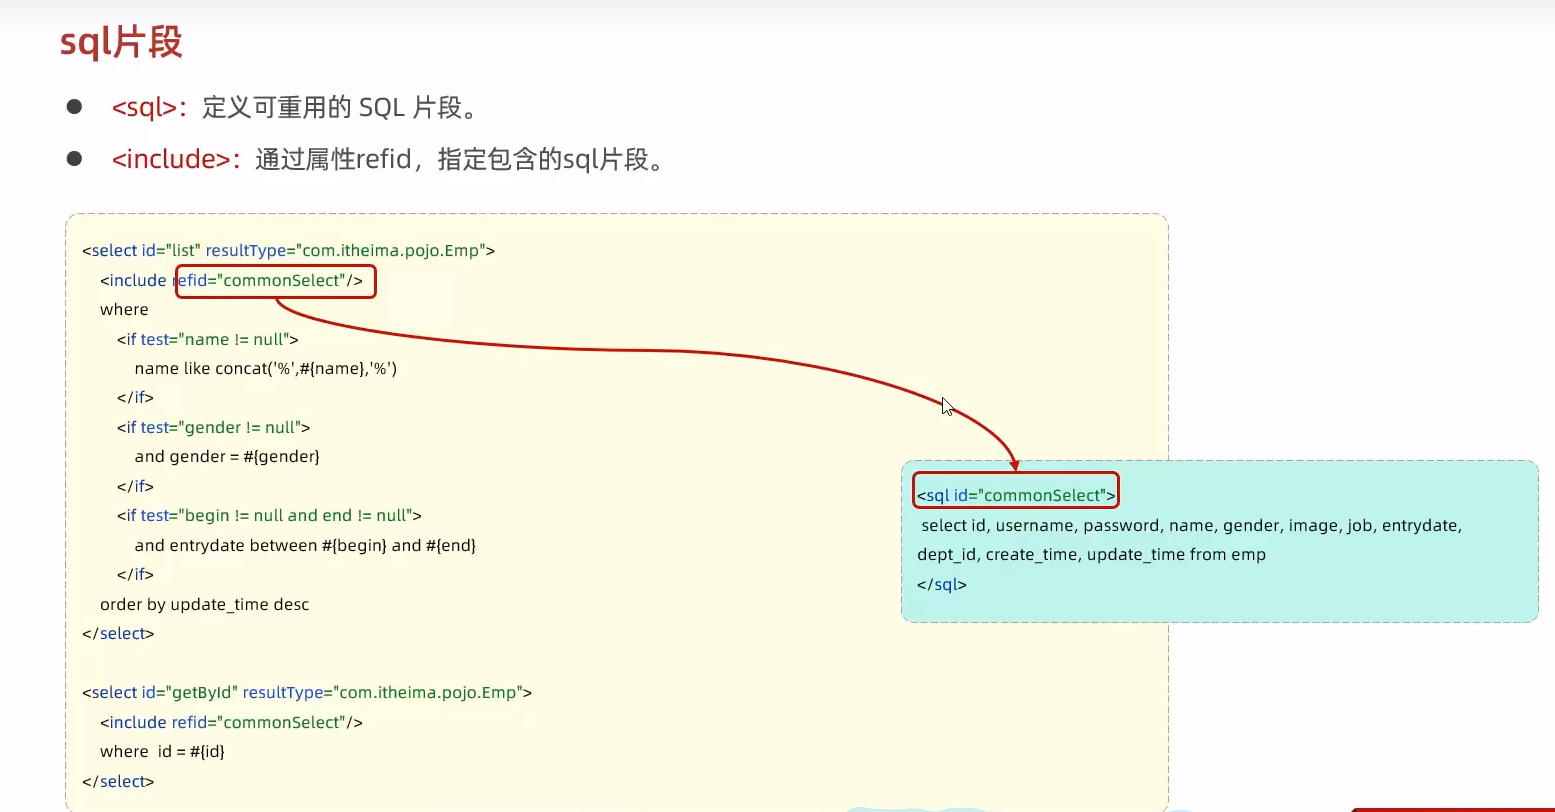 sql片段
● <sql>：定义可重用的 SQL 片段。
● <include>：通过属性refid，指定包含的sql片段。
<select id="list" resultType="com.itheima.pojo.Emp">
<include refid="commonSelect"/>
where
<if test="name != null">
name like concat('%',#{name},'%')
</if>
<if test="gender != null">
and gender = #{gender}
</if>
<if test="begin != null and end != null">
and entrydate between #{begin} and #{end}
</if>
order by update_time desc
</select>
<select id="getById" resultType="com.itheima.pojo.Emp">
<include refid="commonSelect"/>
where  id = #{id}
</select>
<sql id="commonSelect">
select id, username, password, name, gender, image, job, entrydate,
dept_id, create_time, update_time from emp
</sql>